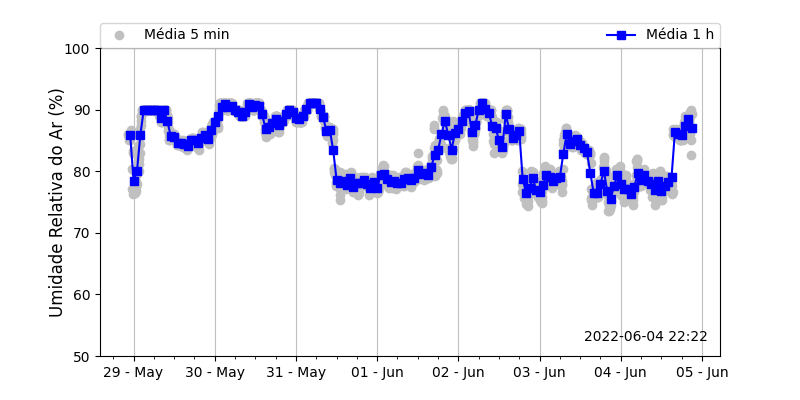 Média 5 min
Média 1 h
Umidade Relativa do Ar (%)
100
90
80
70
60
50
2022-06-04 22:22
29 - May
30 - May
31 - May
01 - Jun
02 - Jun
03 - Jun
04 - Jun
05 - Jun